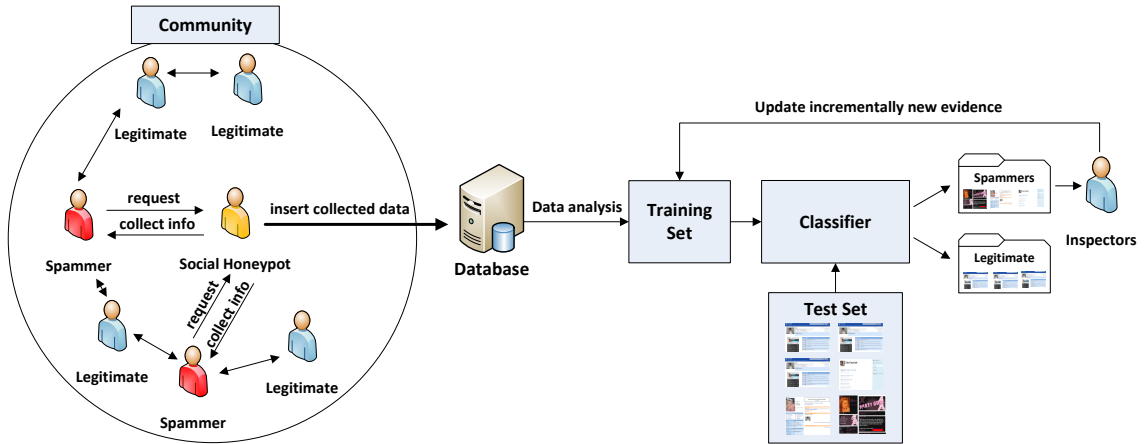 Community
Legitimate
Legitimate
request
collect info
Spammer
Social Honeypot
request
collect info
Legitimate
Legitimate
Spammer
insert collected data
Database
Data analysis
Update incrementally new evidence
Training
Set
Classifier
Spammers
Legitimate
Inspectors
Test Set